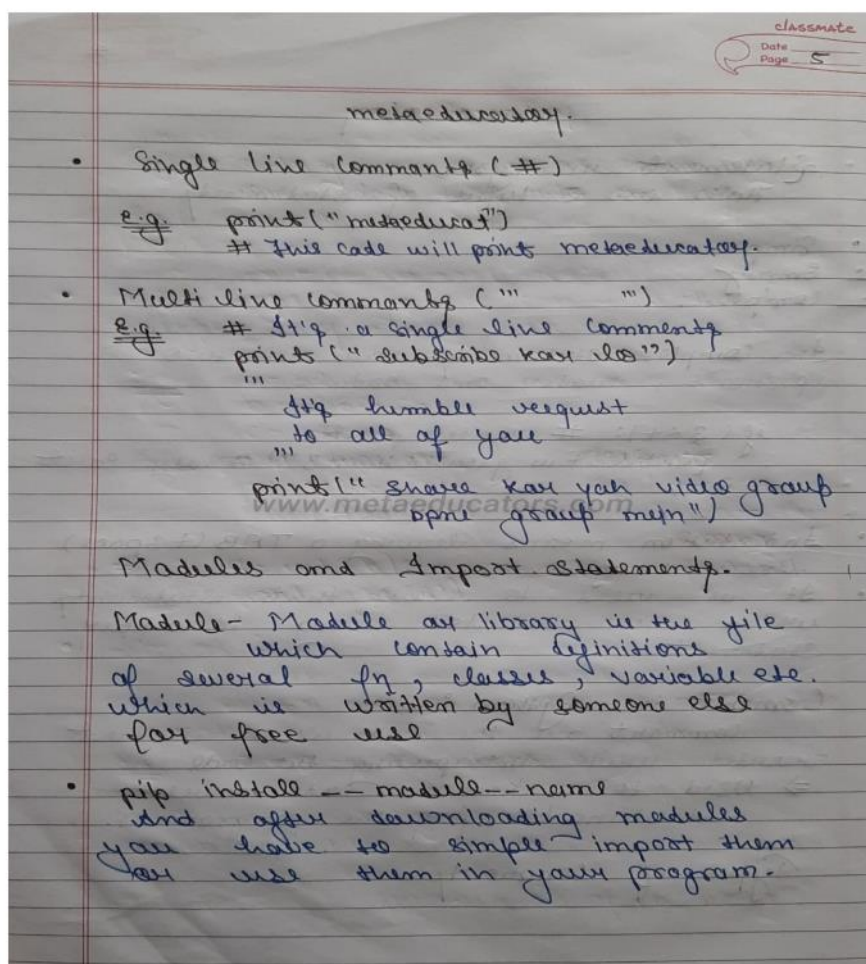 classmate
Date
Page 5
metaeducator.
• Single line commants (#)
e.g. print("metaeducat")
# This code will print metaeducator.
• Multi line commants (''' ''')
e.g. # It's a single line comments
print ("subscribe kar lo")
'''
It's humble request
to all of you
'''
print(" share kar yah video group
apne group mein")
www.metaeducators.com
Modules and Import statements.
Module - Module or library is the file
which contain definitions
of several fn, classes, variable etc.
which is written by someone else
for free use
• pip install -- module -- name
And after downloading modules
you have to simple import them
or use them in your program.